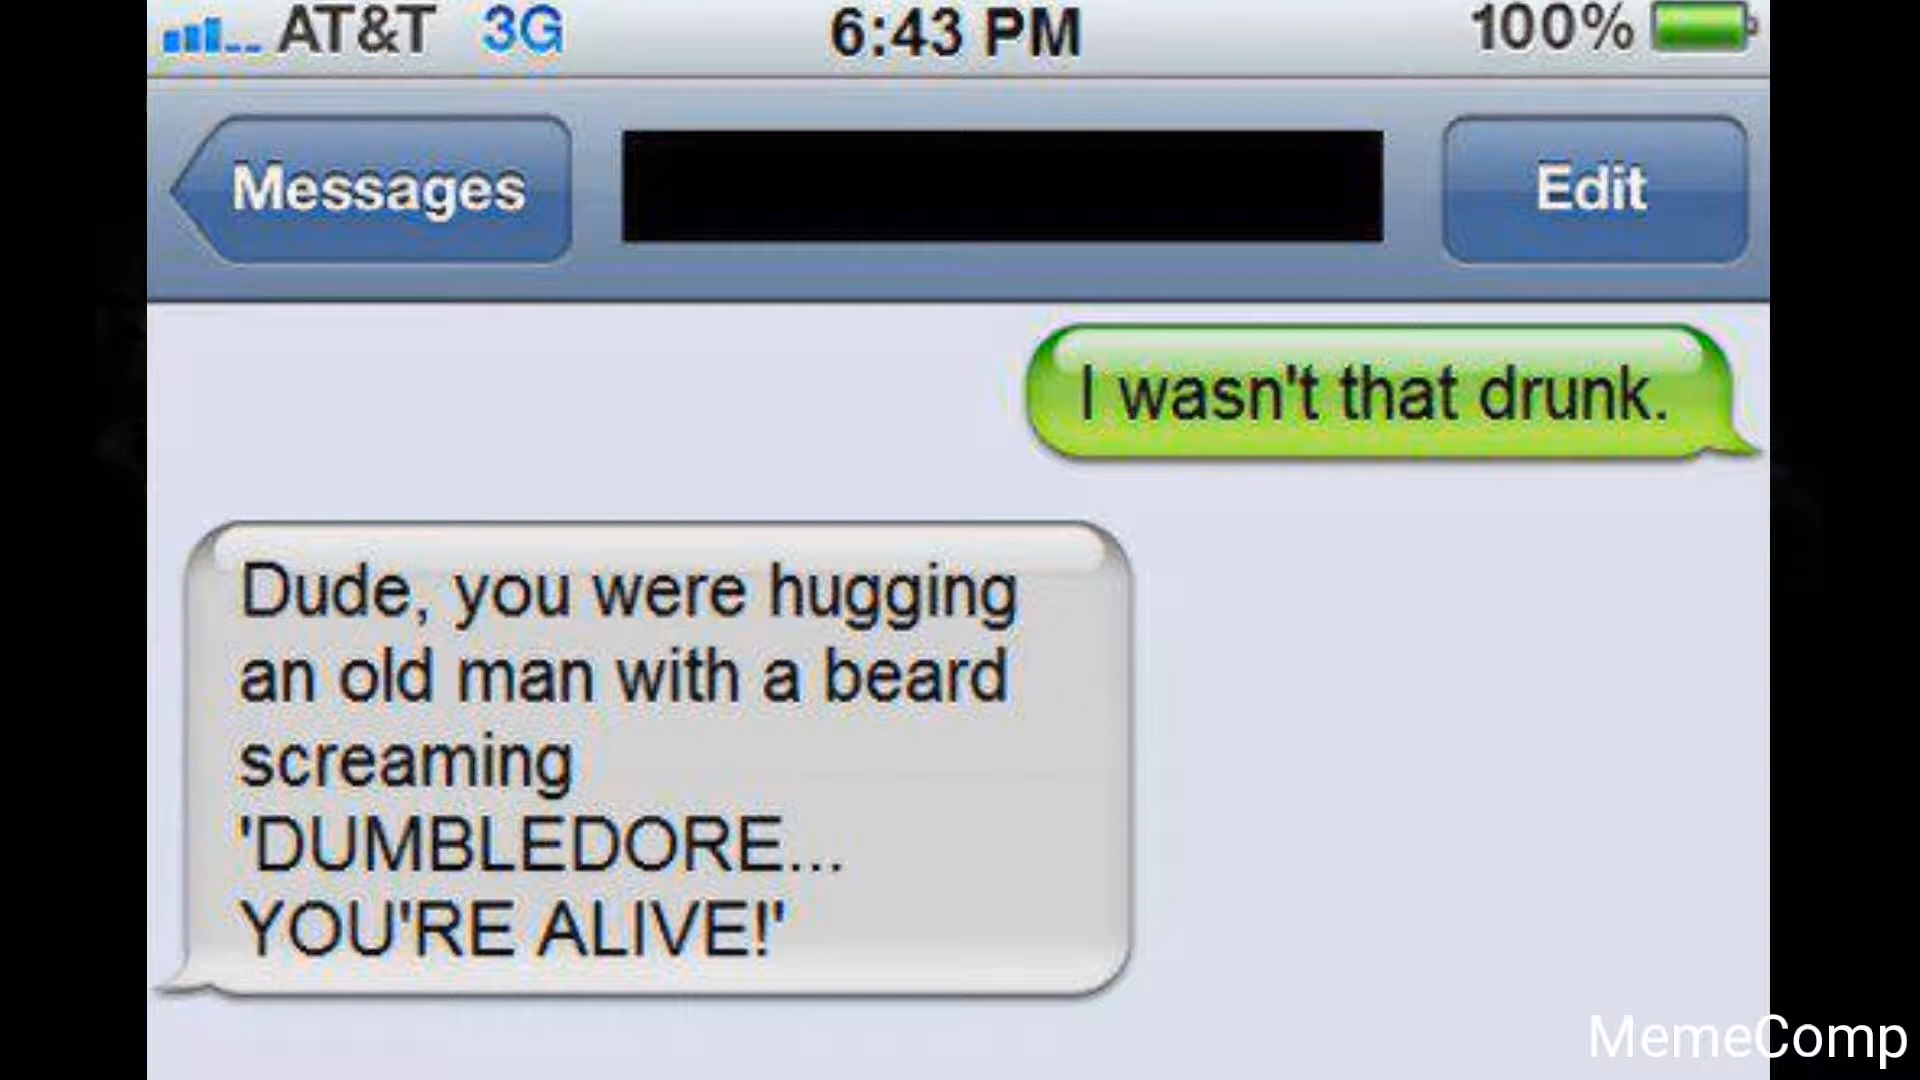 AT&T 3G 6:43 PM 100%
Messages Edit
I wasn't that drunk.
Dude, you were hugging
an old man with a beard
screaming
'DUMBLEDORE...
YOU'RE ALIVE!'
MemeComp